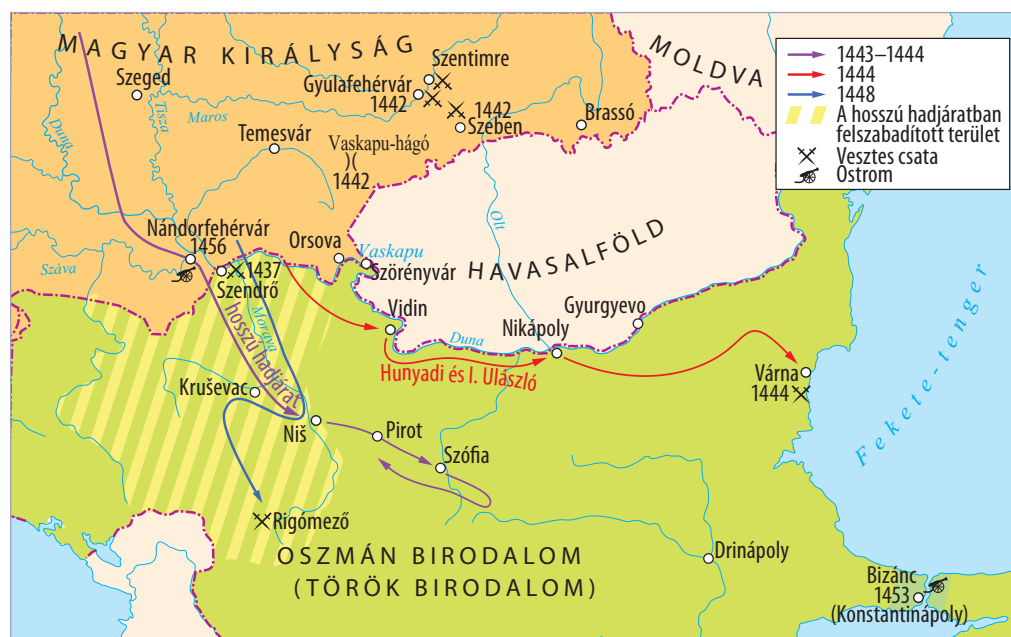 MAGYAR KIRÁLYSÁG
MOLDVA
1443–1444
1444
1448
A hosszú hadjáratban
felszabadított terület
Vesztes csata
Ostrom
Szeged
Szentimre
Gyulafehérvár
1442
1442
Szeben
Brassó
Duna
Tisza
Maros
Temesvár
Vaskapu-hágó
1442
Olt
Nándorfehérvár
1456
Száva
Orsova
Vaskapu
Szörényvár
HAVASALFÖLD
1437
Szendrő
Morava
hosszú hadjárat
Vidin
Duna
Nikápoly
Gyurgyevo
Hunyadi és I. Ulászló
Várna
1444
Fekete-tenger
Kruševac
Niš
Pirot
Szófia
Rigómező
OSZMÁN BIRODALOM
(TÖRÖK BIRODALOM)
Drinápoly
Bizánc
1453
(Konstantinápoly)